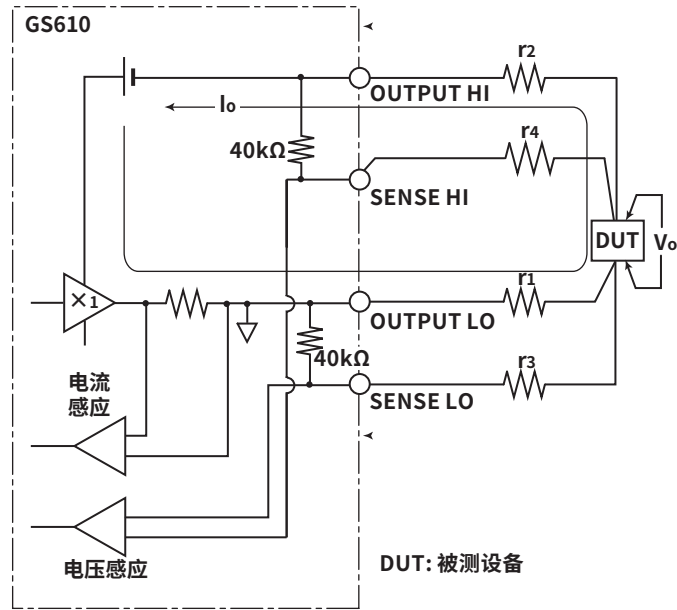 GS610
r2
OUTPUT HI
Io
r4
40kΩ
SENSE HI
DUT
Vo
r1
×1
OUTPUT LO
40kΩ
r3
电流
感应
SENSE LO
电压感应
DUT: 被测设备